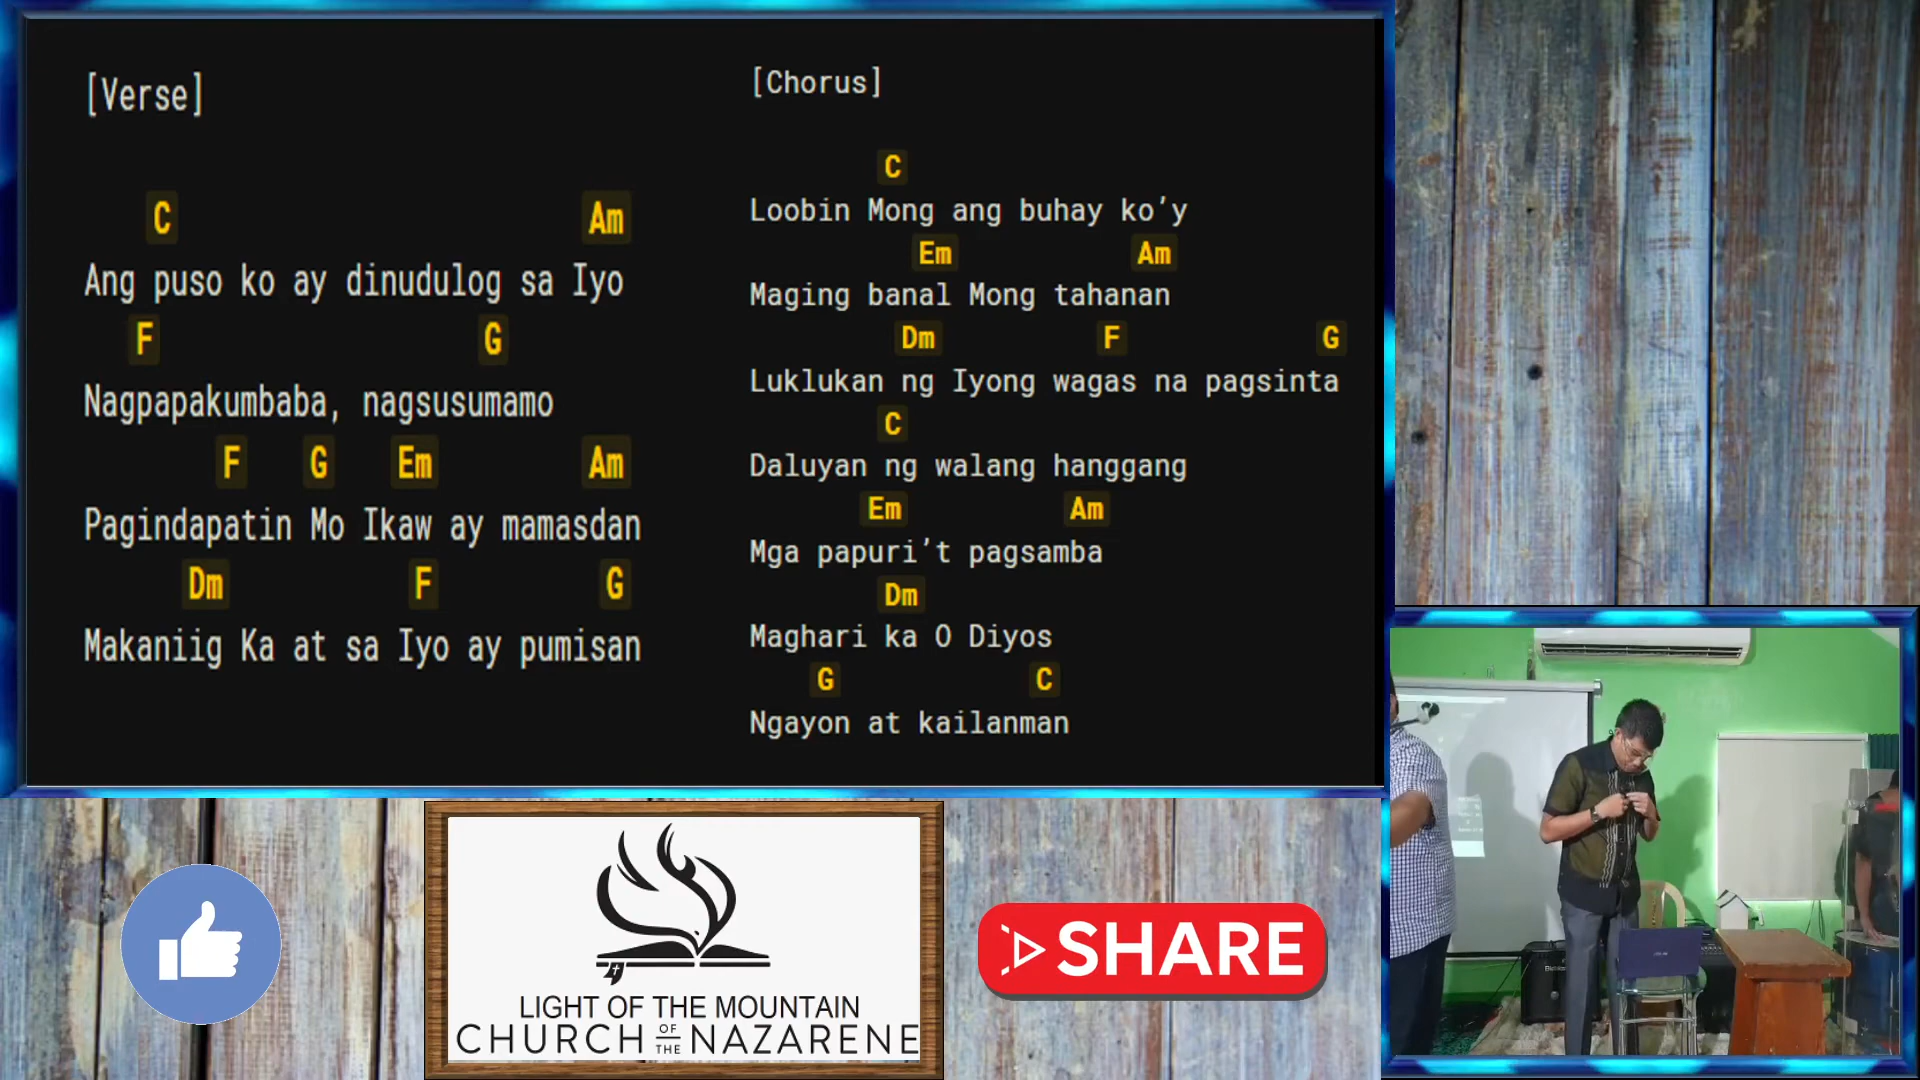 [Verse]
C Am
Ang puso ko ay dinudulog sa Iyo
F G
Nagpapakumbaba, nagsusumamo
F G Em Am
Pagindapatin Mo Ikaw ay mamasdan
Dm F G
Makaniig Ka at sa Iyo ay pumisan
[Chorus]
C
Loobin Mong ang buhay ko’y
Em Am
Maging banal Mong tahanan
Dm F G
Luklukan ng Iyong wagas na pagsinta
C
Daluyan ng walang hanggang
Em Am
Mga papuri’t pagsamba
Dm
Maghari ka O Diyos
G C
Ngayon at kailanman
LIGHT OF THE MOUNTAIN
CHURCH OF THE NAZARENE
SHARE